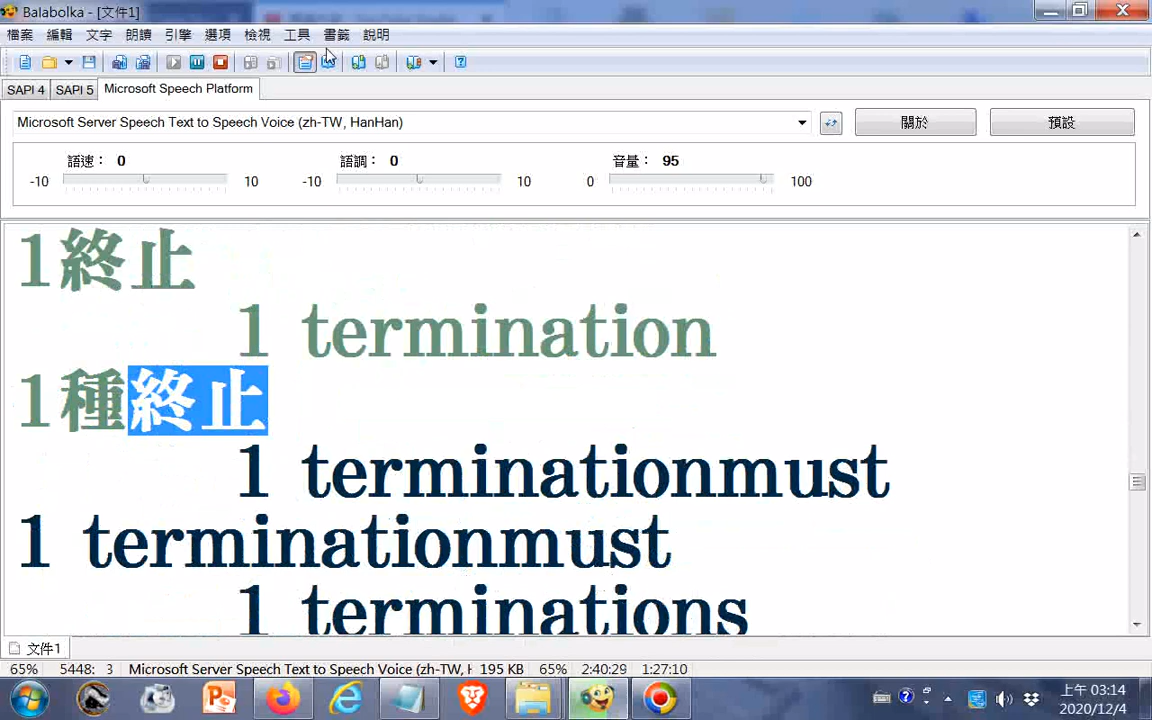 Balabolka - [文件1]
檔案 編輯 文字 朗讀 引擎 選項 檢視 工具 書籤 說明
SAPI 4 SAPI 5 Microsoft Speech Platform
Microsoft Server Speech Text to Speech Voice (zh-TW, HanHan) 關於 預設
語速： 0 語調： 0 音量： 95
-10 10 -10 10 0 100
1終止
1 termination
1種終止
1 terminationmust
1 terminationmust
1 terminations
文件1
65% 5448: 3 Microsoft Server Speech Text to Speech Voice (zh-TW, 195 KB 65% 2:40:29 1:27:10
上午 03:14
2020/12/4